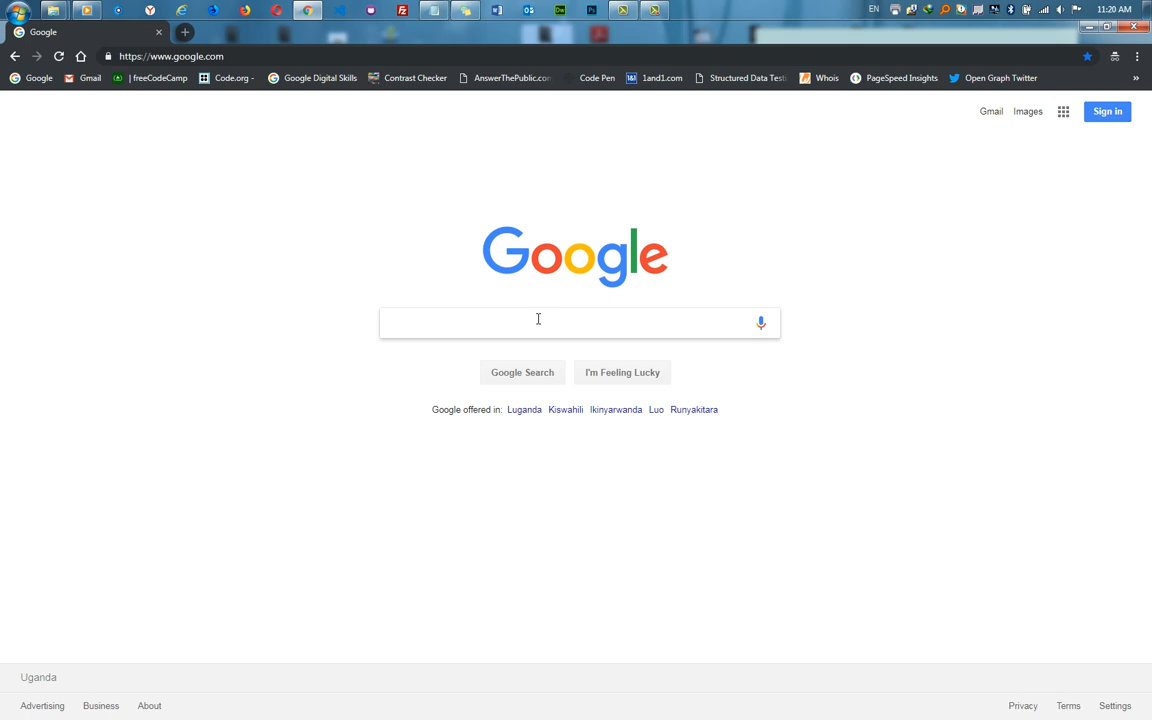 EN 11:20 AM
Google
https://www.google.com
Google Gmail | freeCodeCamp Code.org - Google Digital Skills Contrast Checker AnswerThePublic.com Code Pen 1and1.com Structured Data Test Whois PageSpeed Insights Open Graph Twitter »
Gmail Images Sign in
Google
Google Search I'm Feeling Lucky
Google offered in: Luganda Kiswahili Ikinyarwanda Luo Runyakitara
Uganda
Advertising Business About Privacy Terms Settings